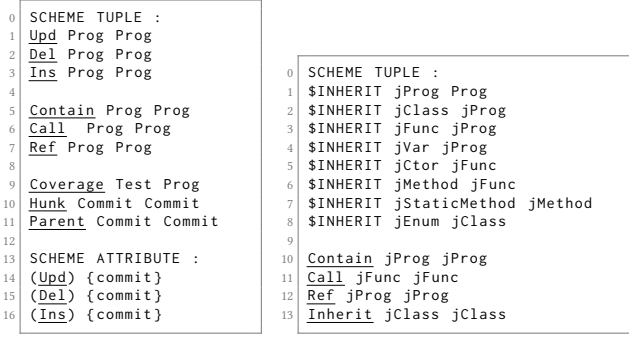 0 SCHEME TUPLE :
1 Upd Prog Prog
2 Del Prog Prog
3 Ins Prog Prog
4
5 Contain Prog Prog
6 Call Prog Prog
7 Ref Prog Prog
8
9 Coverage Test Prog
10 Hunk Commit Commit
11 Parent Commit Commit
12
13 SCHEME ATTRIBUTE :
14 (Upd) {commit}
15 (Del) {commit}
16 (Ins) {commit}
0 SCHEME TUPLE :
1 $INHERIT jProg Prog
2 $INHERIT jClass jProg
3 $INHERIT jFunc jProg
4 $INHERIT jVar jProg
5 $INHERIT jCtor jFunc
6 $INHERIT jMethod jFunc
7 $INHERIT jStaticMethod jMethod
8 $INHERIT jEnum jClass
9
10 Contain jProg jProg
11 Call jFunc jFunc
12 Ref jProg jProg
13 Inherit jClass jClass